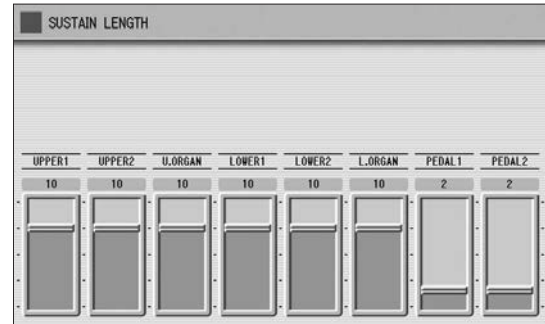 SUSTAIN LENGTH
UPPER1 UPPER2 U.ORGAN LOWER1 LOWER2 L.ORGAN PEDAL1 PEDAL2
10 10 10 10 10 10 2 2